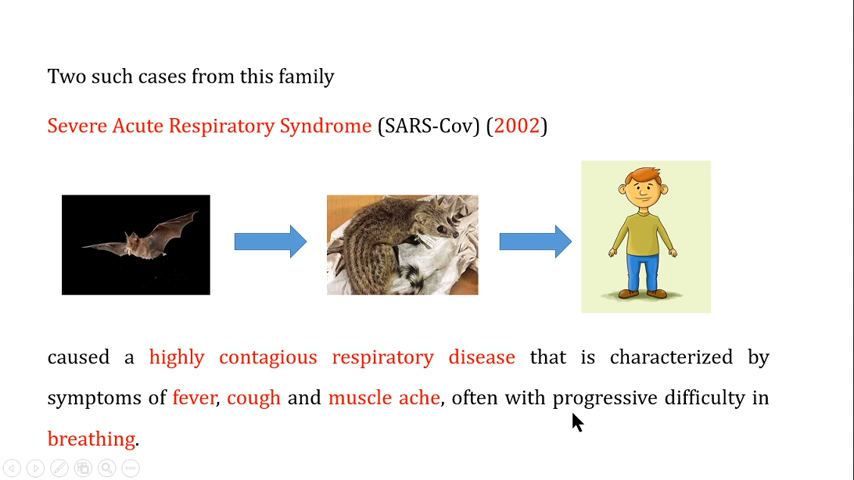 Two such cases from this family
Severe Acute Respiratory Syndrome (SARS-Cov) (2002)
caused a highly contagious respiratory disease that is characterized by
symptoms of fever, cough and muscle ache, often with progressive difficulty in
breathing.